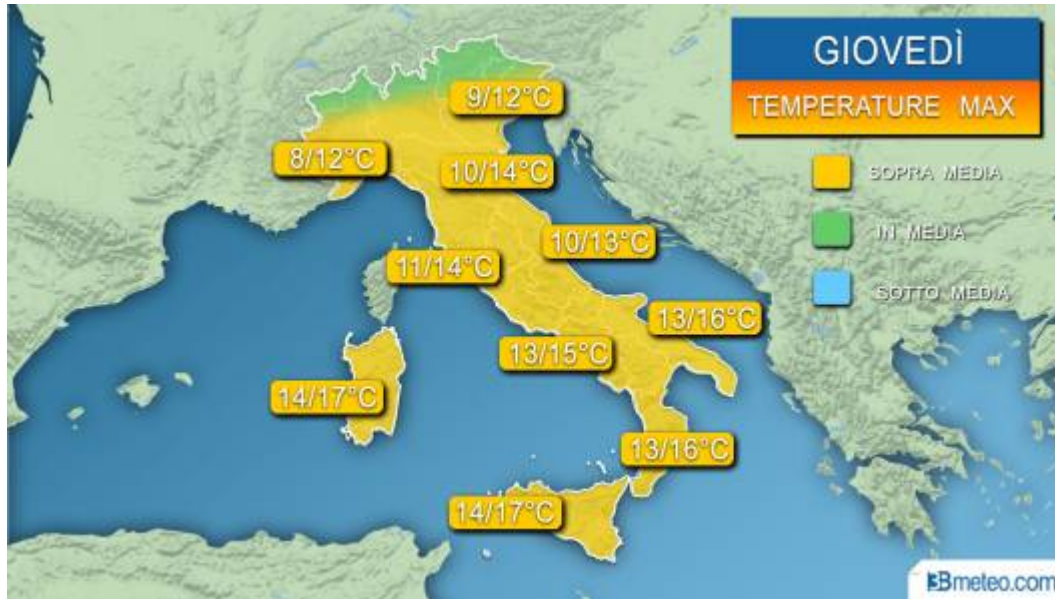 GIOVEDÌ
TEMPERATURE MAX
SOPRA MEDIA
IN MEDIA
SOTTO MEDIA
9/12°C
8/12°C
10/14°C
10/13°C
11/14°C
13/16°C
13/15°C
14/17°C
13/16°C
14/17°C
3Bmeteo.com